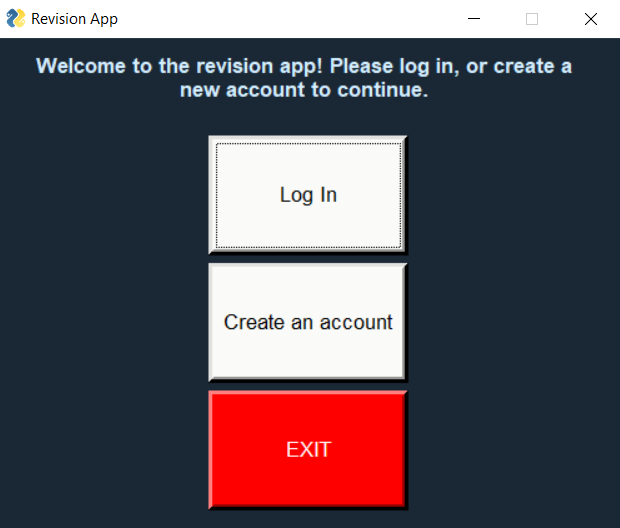 Revision App
Welcome to the revision app! Please log in, or create a
new account to continue.
Log In
Create an account
EXIT